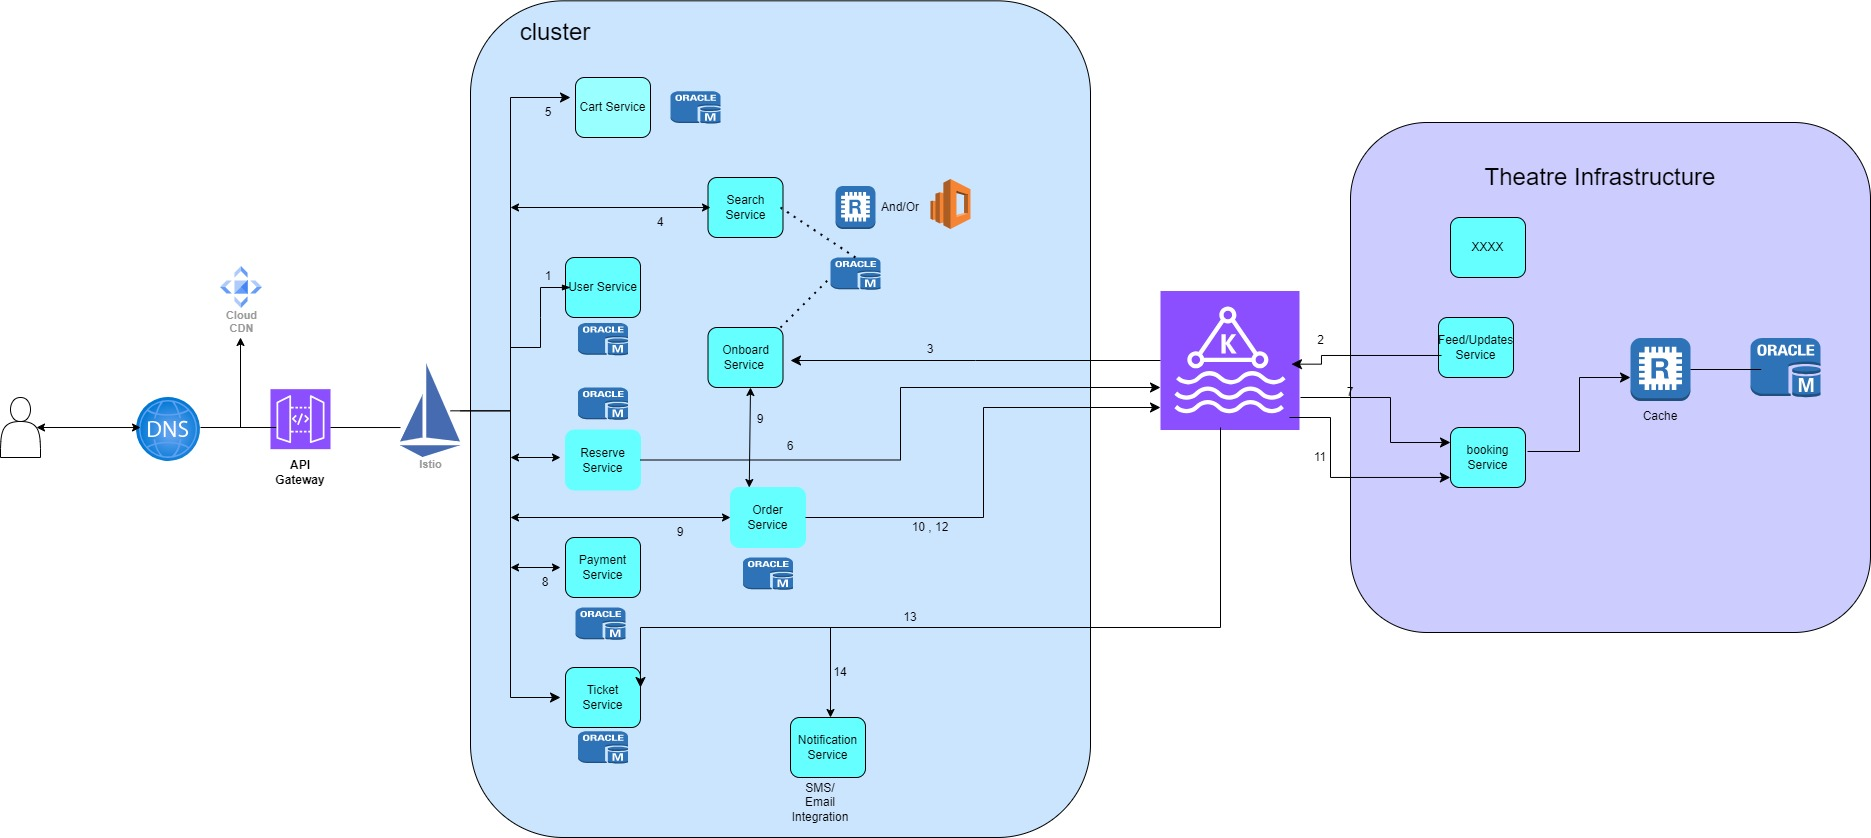 cluster
Cart Service
5
ORACLE
M
Search
Service
4
R
And/Or
ORACLE
M
1
User Service
ORACLE
M
Cloud
CDN
DNS
API
Gateway
Istio
Onboard
Service
3
ORACLE
M
Reserve
Service
6
9
Order
Service
9
10 , 12
ORACLE
M
Payment
Service
8
ORACLE
M
13
Ticket
Service
ORACLE
M
14
Notification
Service
SMS/
Email
Integration
K
Theatre Infrastructure
XXXX
2
Feed/Updates
Service
7
11
booking
Service
R
Cache
ORACLE
M